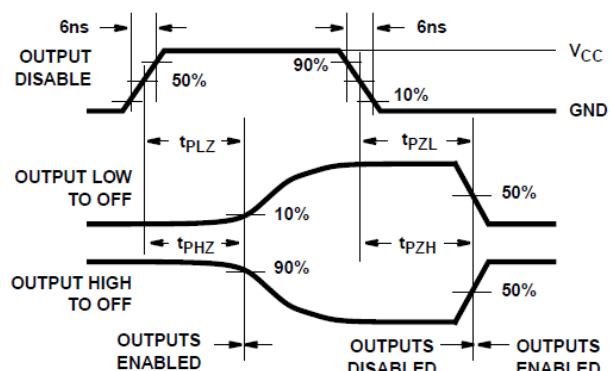 6ns 6ns
OUTPUT DISABLE
90%
50%
10%
VCC
GND
tPLZ tPZL
OUTPUT LOW TO OFF
10%
50%
tPHZ tPZH
OUTPUT HIGH TO OFF
90%
50%
OUTPUTS ENABLED
OUTPUTS DISABLED
OUTPUTS ENABLED